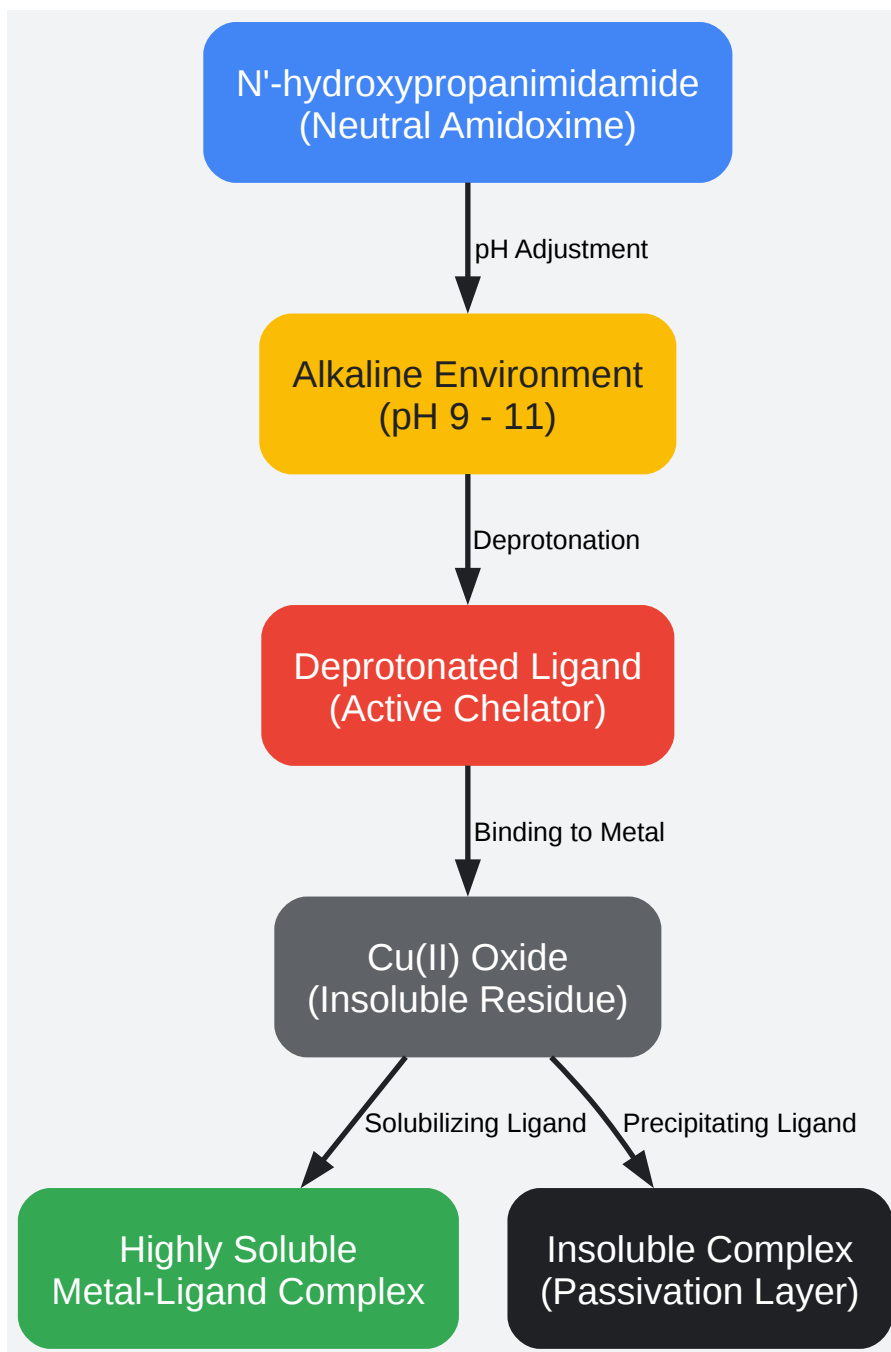 N'-hydroxypropanimidamide
(Neutral Amidoxime)
pH Adjustment
Alkaline Environment
(pH 9 - 11)
Deprotonation
Deprotonated Ligand
(Active Chelator)
Binding to Metal
Cu(II) Oxide
(Insoluble Residue)
Solubilizing Ligand
Precipitating Ligand
Highly Soluble
Metal-Ligand Complex
Insoluble Complex
(Passivation Layer)